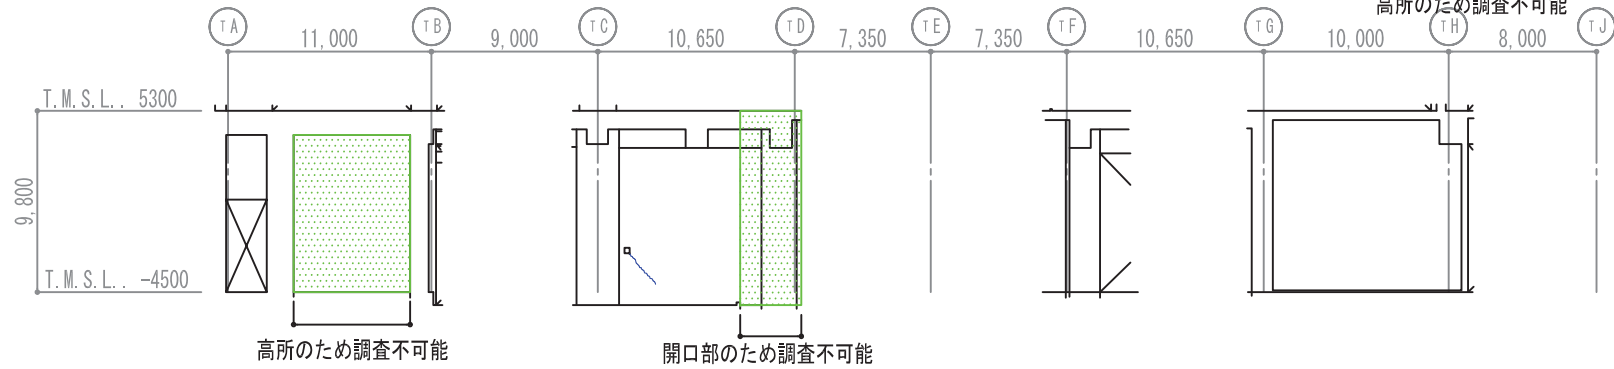 高所のため調査不可能
TA TB TC TD TE TF TG TH TJ
11,000 9,000 10,650 7,350 7,350 10,650 10,000 8,000
T.M.S.L.. 5300
9,800
T.M.S.L.. -4500
高所のため調査不可能
開口部のため調査不可能